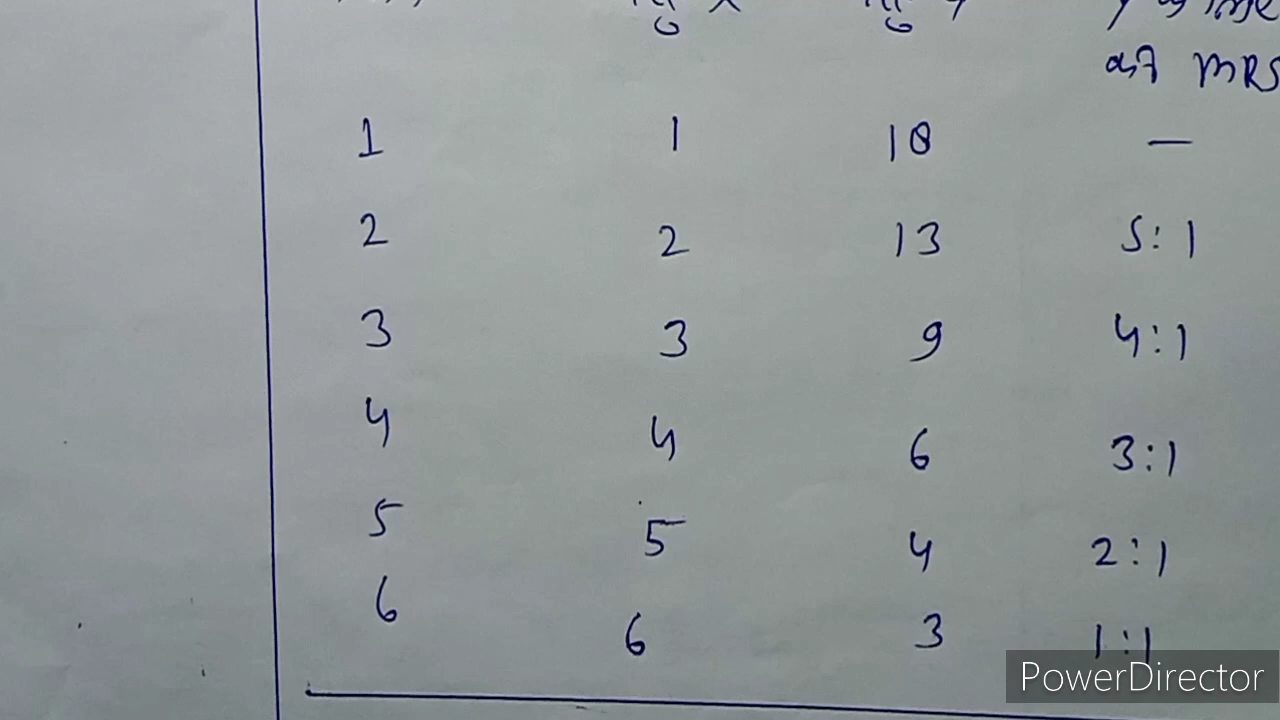 की MRS
1 1 18 —
2 2 13 5:1
3 3 9 4:1
4 4 6 3:1
5 5 4 2:1
6 6 3 1:1
PowerDirector